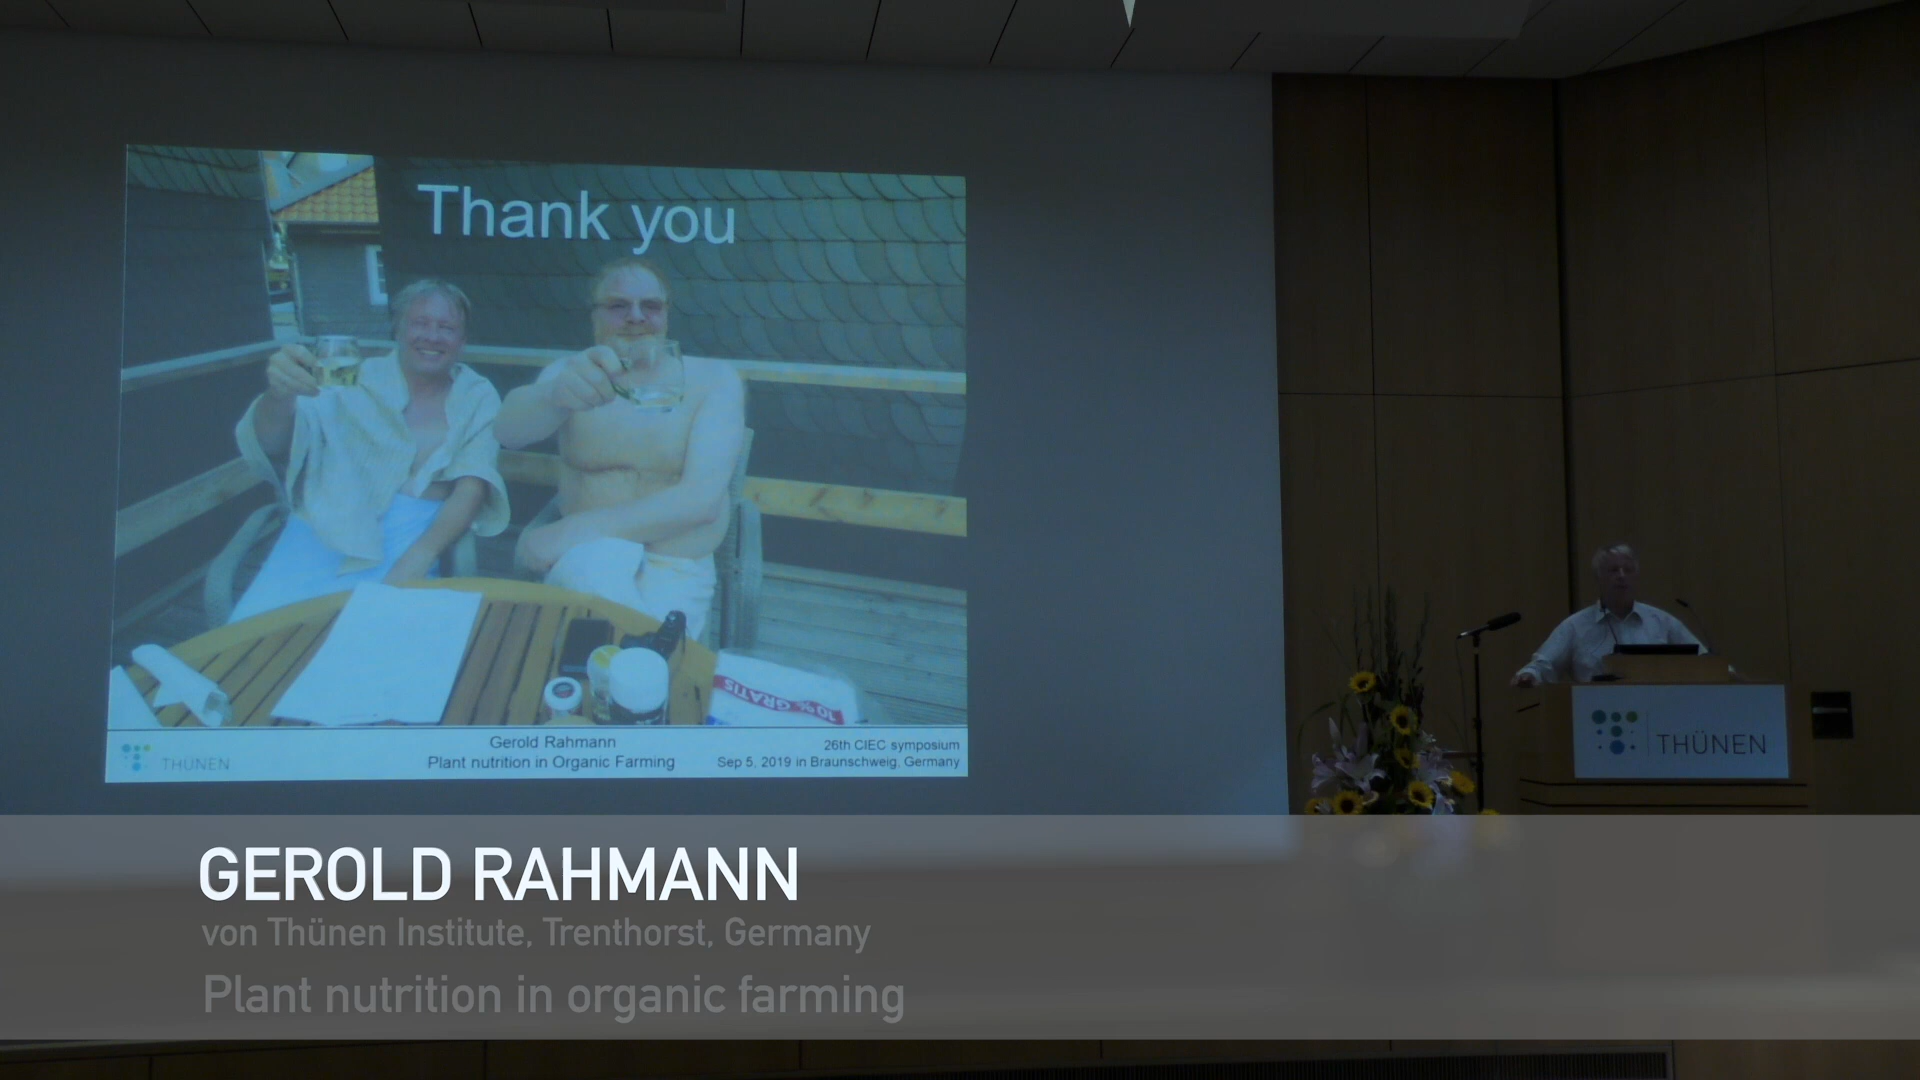 Thank you
10% GRATIS
THÜNEN
Gerold Rahmann
Plant nutrition in Organic Farming
26th CIEC symposium
Sep 5, 2019 in Braunschweig, Germany
THÜNEN
GEROLD RAHMANN
von Thünen Institute, Trenthorst, Germany
Plant nutrition in organic farming